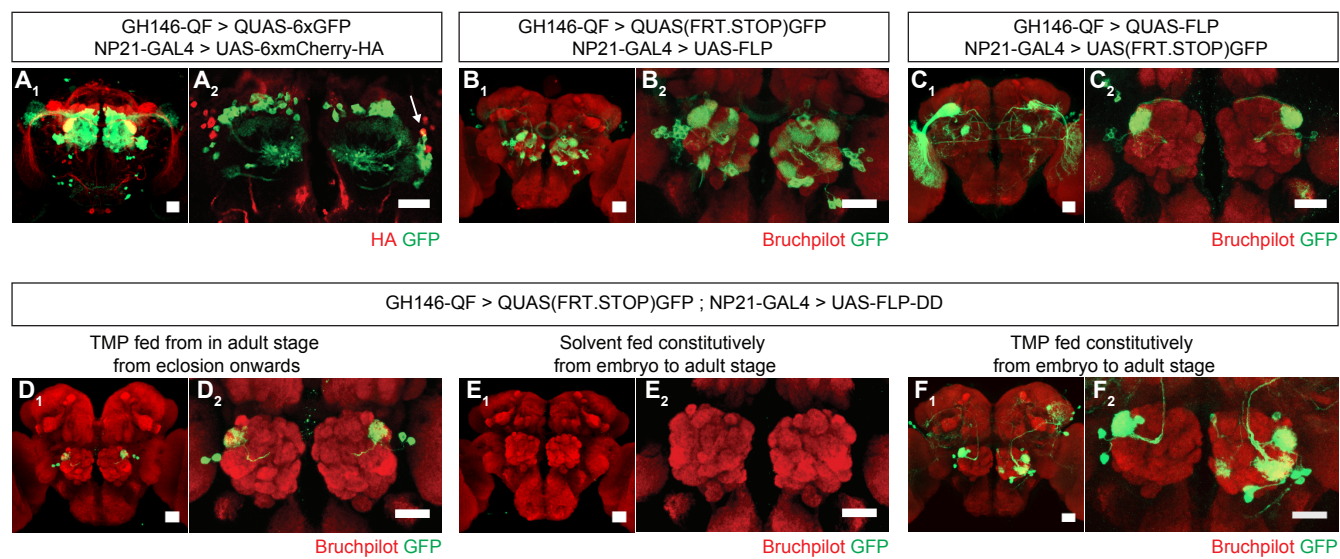 GH146-QF > QUAS-6xGFP
NP21-GAL4 > UAS-6xmCherry-HA
GH146-QF > QUAS(FRT.STOP)GFP
NP21-GAL4 > UAS-FLP
GH146-QF > QUAS-FLP
NP21-GAL4 > UAS(FRT.STOP)GFP
A1
A2
B1
B2
C1
C2
HA GFP
Bruchpilot GFP
Bruchpilot GFP
GH146-QF > QUAS(FRT.STOP)GFP ; NP21-GAL4 > UAS-FLP-DD
TMP fed from in adult stage
from eclosion onwards
Solvent fed constitutively
from embryo to adult stage
TMP fed constitutively
from embryo to adult stage
D1
D2
E1
E2
F1
F2
Bruchpilot GFP
Bruchpilot GFP
Bruchpilot GFP